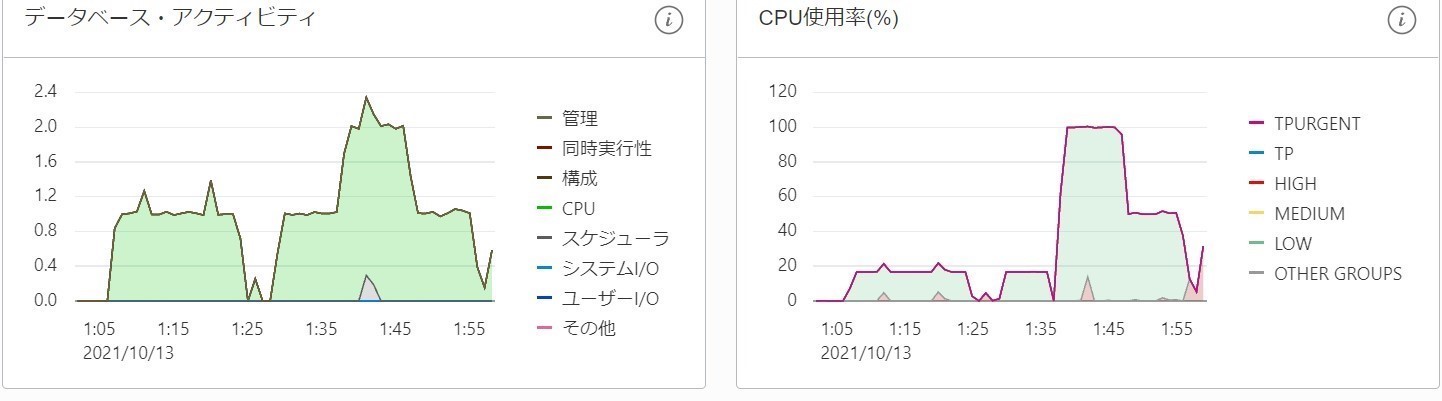 データベース・アクティビティ
i
2.4
2.0
1.6
1.2
0.8
0.4
0.0
1:05 1:15 1:25 1:35 1:45 1:55
2021/10/13
管理
同時実行性
構成
CPU
スケジューラ
システムI/O
ユーザーI/O
その他
CPU使用率(%)
i
120
100
80
60
40
20
0
1:05 1:15 1:25 1:35 1:45 1:55
2021/10/13
TPURGENT
TP
HIGH
MEDIUM
LOW
OTHER GROUPS